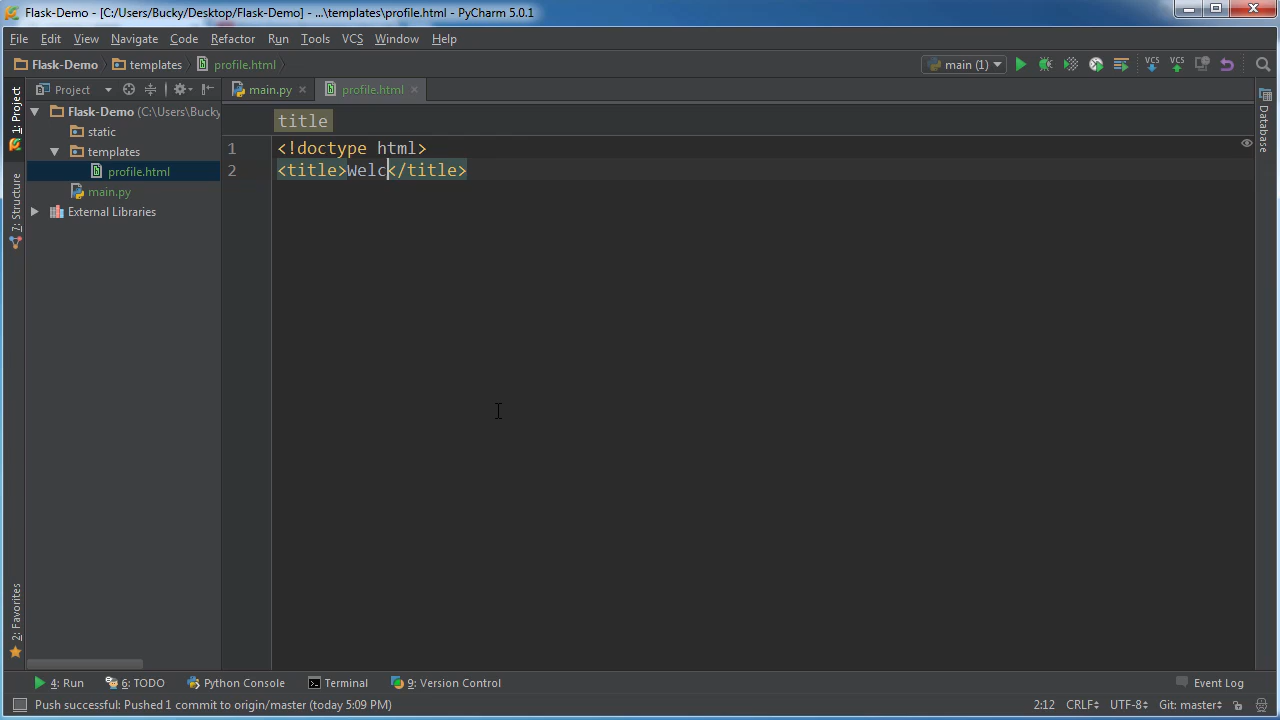 Flask-Demo - [C:/Users/Bucky/Desktop/Flask-Demo] - ...\templates\profile.html - PyCharm 5.0.1
File Edit View Navigate Code Refactor Run Tools VCS Window Help
Flask-Demo templates profile.html main (1) VCS VCS
Project main.py profile.html
1: Project
7: Structure
2: Favorites
Flask-Demo (C:\Users\Bucky
static
templates
profile.html
main.py
External Libraries
title
1 <!doctype html>
2 <title>Welc</title>
Database
4: Run 6: TODO Python Console Terminal 9: Version Control Event Log
Push successful: Pushed 1 commit to origin/master (today 5:09 PM) 2:12 CRLF UTF-8 Git: master